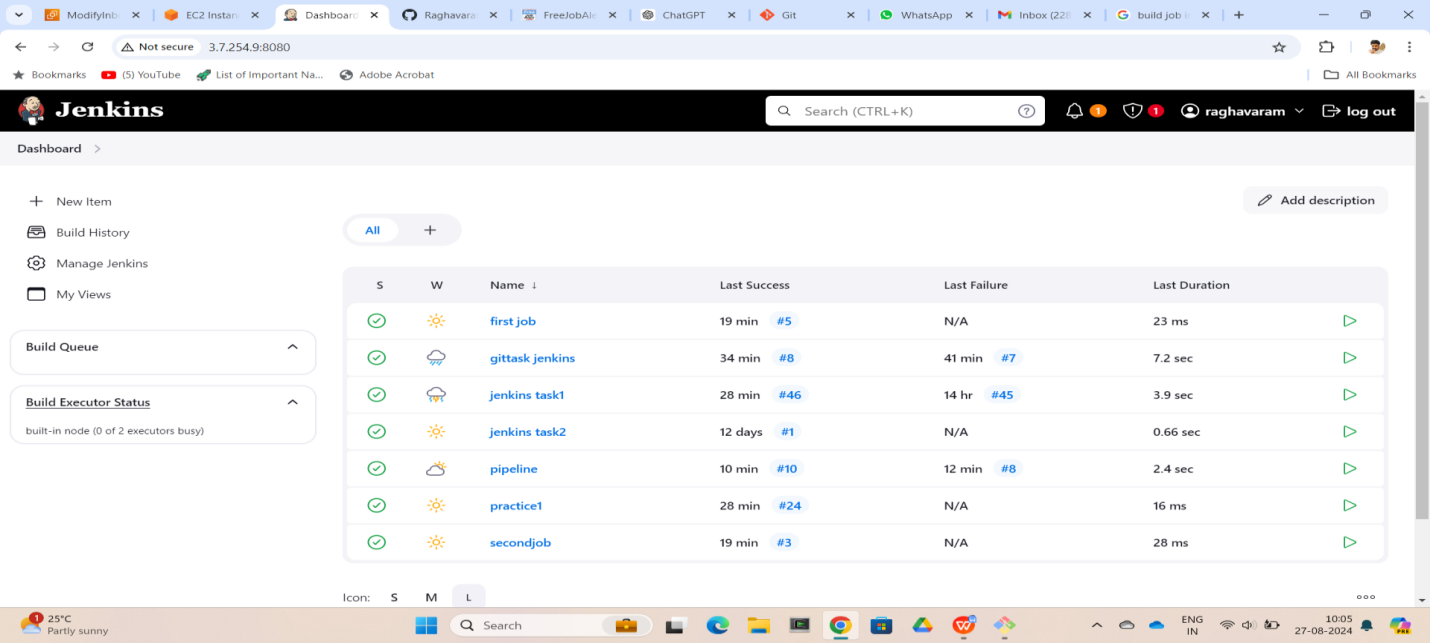 ModifyInb
EC2 Instan
Dashboard
Raghavara
FreeJobAle
ChatGPT
Git
WhatsApp
Inbox (228
build job i
Not secure 3.7.254.9:8080
Bookmarks (5) YouTube List of Important Na... Adobe Acrobat All Bookmarks
Jenkins Search (CTRL+K) 1 1 raghavaram log out
Dashboard
New Item
Build History
Manage Jenkins
My Views
Build Queue
Build Executor Status
built-in node (0 of 2 executors busy)
Add description
All +
S W Name ↓ Last Success Last Failure Last Duration
first job 19 min #5 N/A 23 ms
gittask jenkins 34 min #8 41 min #7 7.2 sec
jenkins task1 28 min #46 14 hr #45 3.9 sec
jenkins task2 12 days #1 N/A 0.66 sec
pipeline 10 min #10 12 min #8 2.4 sec
practice1 28 min #24 N/A 16 ms
secondjob 19 min #3 N/A 28 ms
Icon: S M L
1 25°C
Partly sunny
Search
ENG
IN
10:05
27-08-2024
PRE